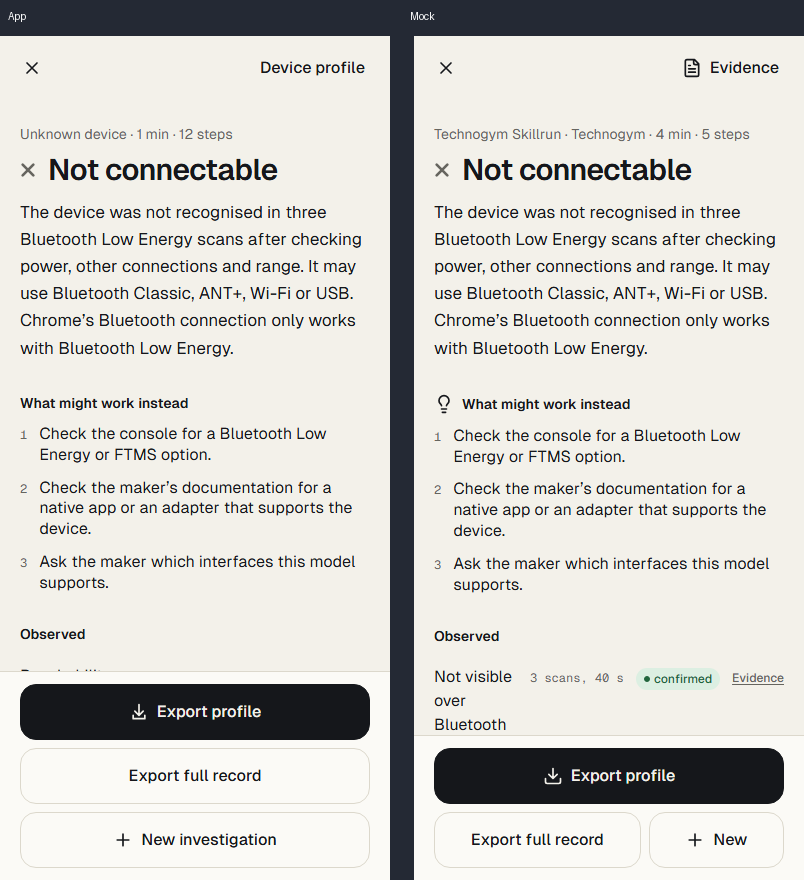 App
Device profile
Unknown device · 1 min · 12 steps
Not connectable
The device was not recognised in three
Bluetooth Low Energy scans after checking
power, other connections and range. It may
use Bluetooth Classic, ANT+, Wi-Fi or USB.
Chrome’s Bluetooth connection only works
with Bluetooth Low Energy.
What might work instead
1 Check the console for a Bluetooth Low
Energy or FTMS option.
2 Check the maker’s documentation for a
native app or an adapter that supports the
device.
3 Ask the maker which interfaces this model
supports.
Observed
Export profile
Export full record
New investigation
Mock
Evidence
Technogym Skillrun · Technogym · 4 min · 5 steps
Not connectable
The device was not recognised in three
Bluetooth Low Energy scans after checking
power, other connections and range. It may
use Bluetooth Classic, ANT+, Wi-Fi or USB.
Chrome’s Bluetooth connection only works
with Bluetooth Low Energy.
What might work instead
1 Check the console for a Bluetooth Low
Energy or FTMS option.
2 Check the maker’s documentation for a
native app or an adapter that supports the
device.
3 Ask the maker which interfaces this model
supports.
Observed
Not visible 3 scans, 40 s confirmed Evidence
over
Bluetooth
Export profile
Export full record New